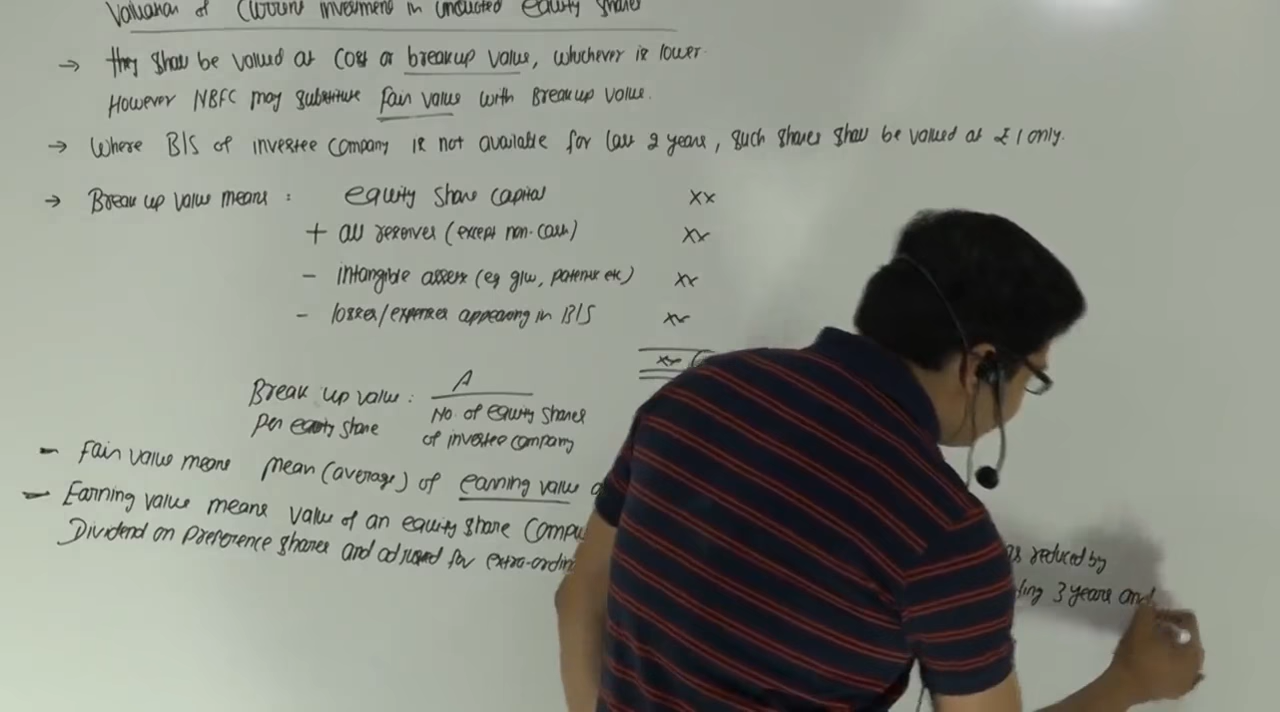 Valuation of Current investment in unquoted equity shares
→ they shall be valued at cost or breakup value, whichever is lower.
However NBFC may substitute fair value with Breakup value.
→ Where B/S of investee company is not available for last 2 years, such shares shall be valued at ₹1 only.
→ Break up value means : equity share capital xx
+ all reserves (except non-cash) xx
- intangible assets (eg g/w, patents etc) xx
- losses/expenses appearing in B/S xx
xx
Break up value : A
per equity share No. of equity shares
of investee company
- Fair value means mean (average) of earning value
- Earning value means value of an equity share
Dividend on preference shares and adjusted for as reduced by
3 years and